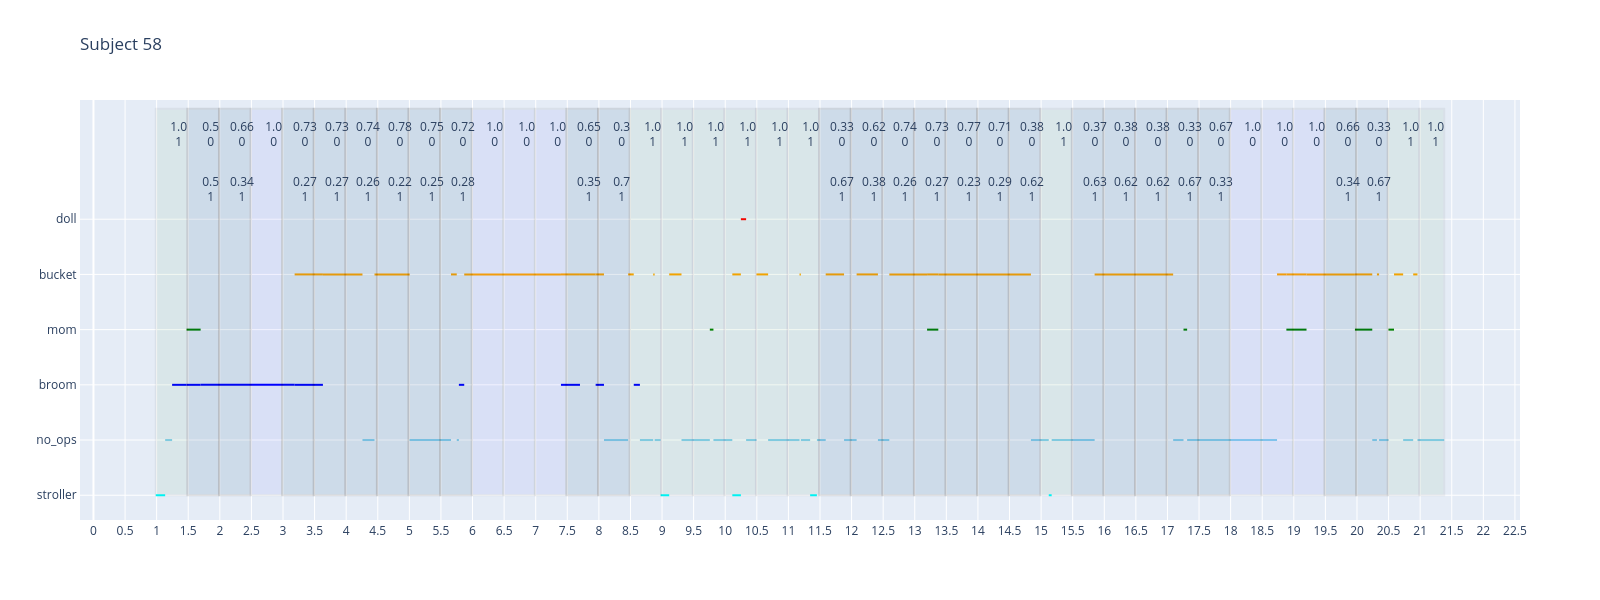 Subject 58
1.0 0.5 0.66 1.0 0.73 0.73 0.74 0.78 0.75 0.72 1.0 1.0 1.0 0.65 0.3 1.0 1.0 1.0 1.0 1.0 1.0 0.33 0.62 0.74 0.73 0.77 0.71 0.38 1.0 0.37 0.38 0.38 0.33 0.67 1.0 1.0 1.0 0.66 0.33 1.0 1.0
1 0 0 0 0 0 0 0 0 0 0 0 0 0 0 1 1 1 1 1 1 0 0 0 0 0 0 0 1 0 0 0 0 0 0 0 0 0 0 1 1
0.5 0.34 0.27 0.27 0.26 0.22 0.25 0.28 0.35 0.7 0.67 0.38 0.26 0.27 0.23 0.29 0.62 0.63 0.62 0.62 0.67 0.33 0.34 0.67
1 1 1 1 1 1 1 1 1 1 1 1 1 1 1 1 1 1 1 1 1 1 1 1
doll
bucket
mom
broom
no_ops
stroller
0 0.5 1 1.5 2 2.5 3 3.5 4 4.5 5 5.5 6 6.5 7 7.5 8 8.5 9 9.5 10 10.5 11 11.5 12 12.5 13 13.5 14 14.5 15 15.5 16 16.5 17 17.5 18 18.5 19 19.5 20 20.5 21 21.5 22 22.5